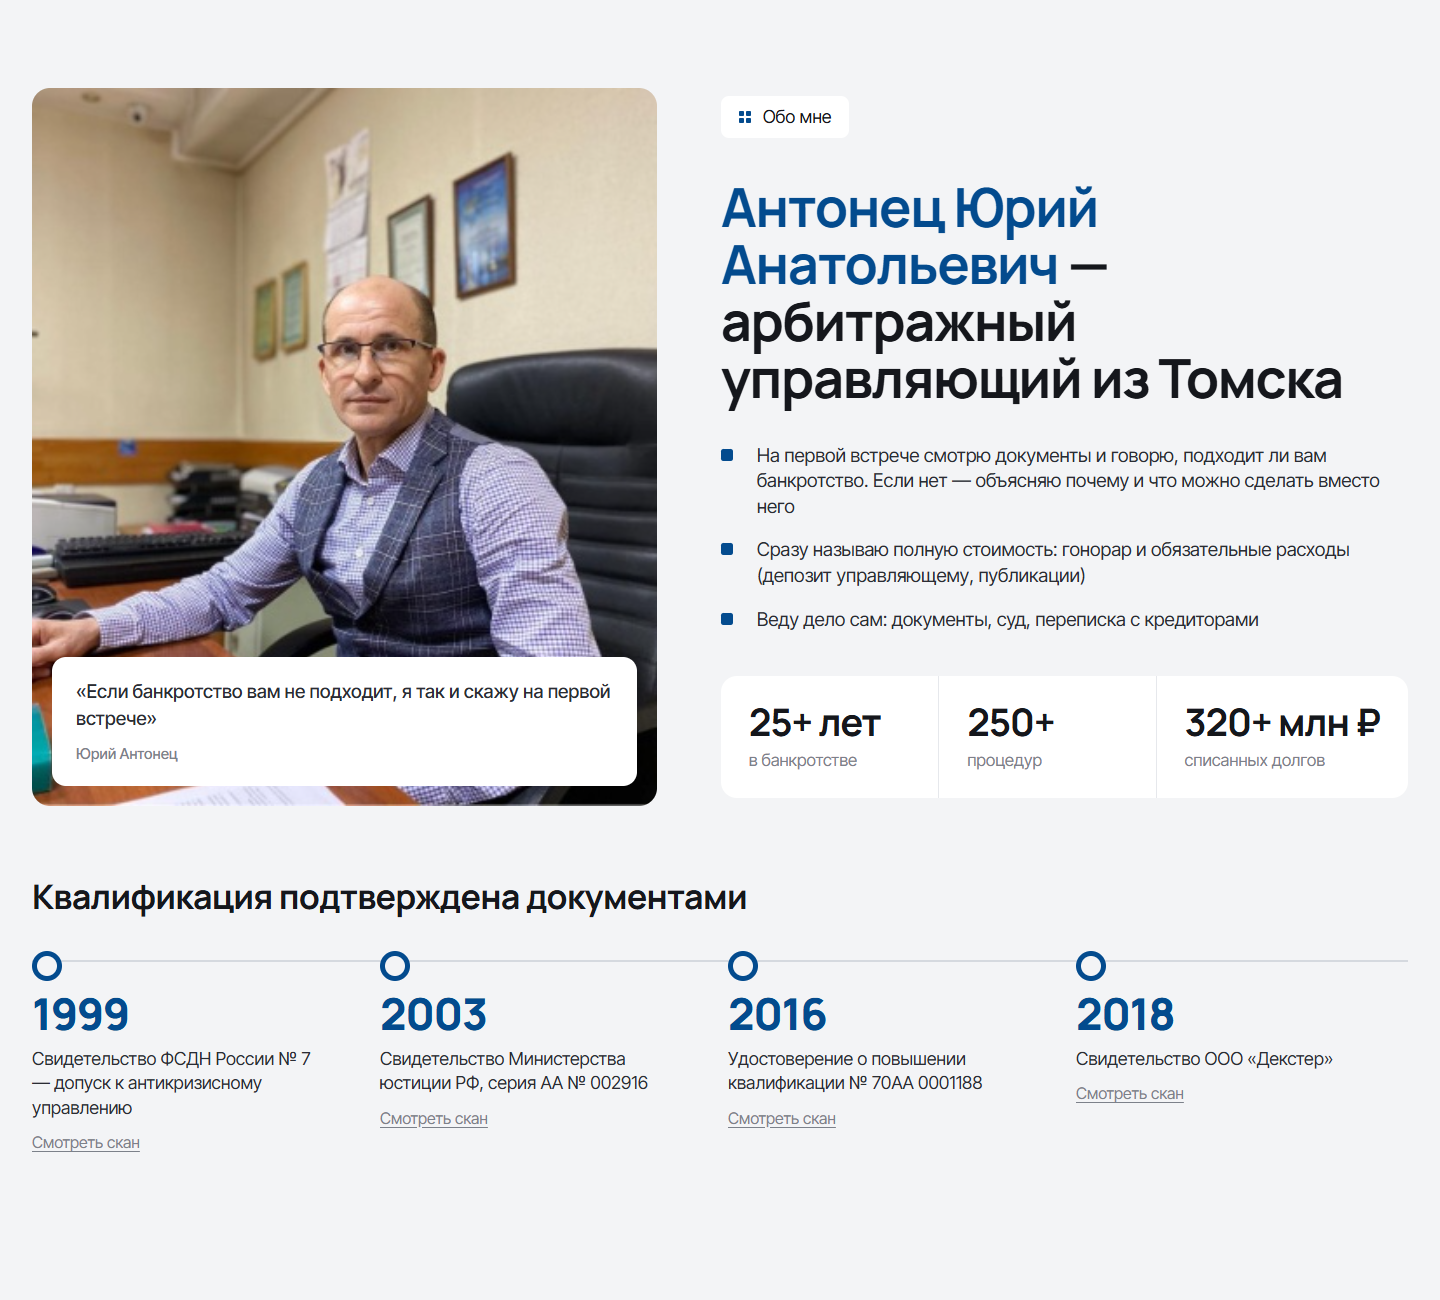 Обо мне
Антонец Юрий
Анатольевич —
арбитражный
управляющий из Томска
На первой встрече смотрю документы и говорю, подходит ли вам
банкротство. Если нет — объясняю почему и что можно сделать вместо
него
Сразу называю полную стоимость: гонорар и обязательные расходы
(депозит управляющему, публикации)
Веду дело сам: документы, суд, переписка с кредиторами
«Если банкротство вам не подходит, я так и скажу на первой
встрече»
Юрий Антонец
25+ лет
в банкротстве
250+
процедур
320+ млн ₽
списанных долгов
Квалификация подтверждена документами
1999
Свидетельство ФСДН России № 7
— допуск к антикризисному
управлению
Смотреть скан
2003
Свидетельство Министерства
юстиции РФ, серия АА № 002916
Смотреть скан
2016
Удостоверение о повышении
квалификации № 70АА 0001188
Смотреть скан
2018
Свидетельство ООО «Декстер»
Смотреть скан